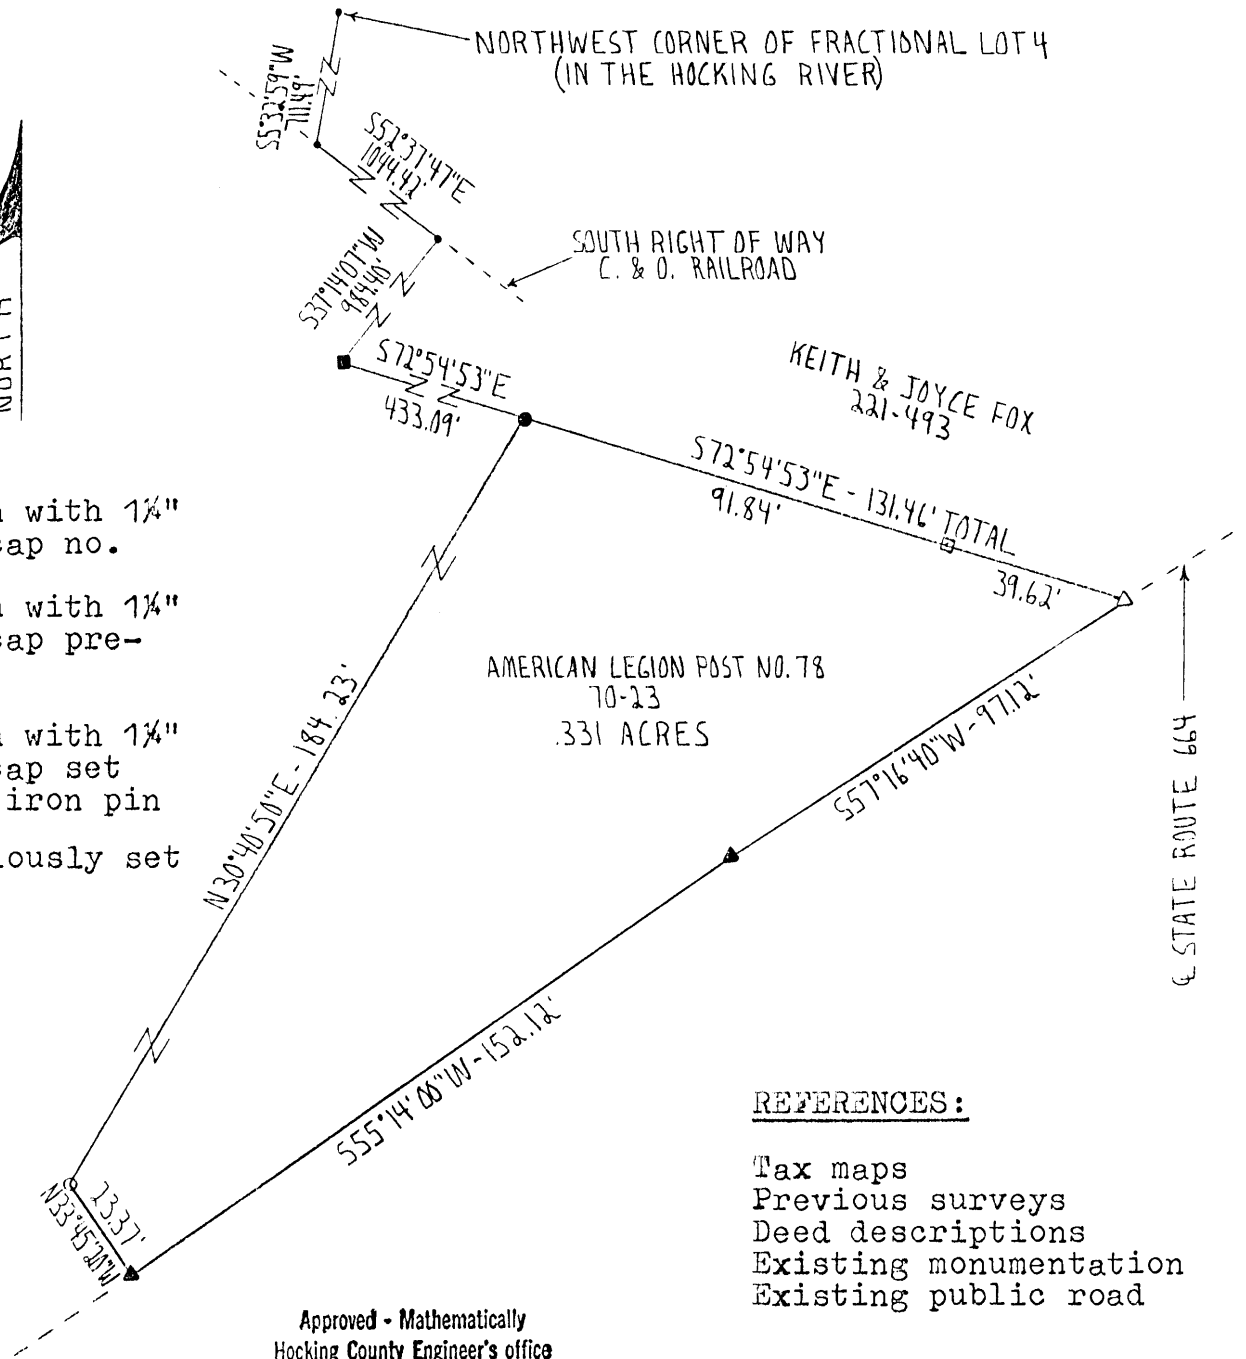 NORTHWEST CORNER OF FRACTIONAL LOT 4
(IN THE HOCKING RIVER)
S5°32'59"W
711.49'
S52°37'47"E
1044.42'
SOUTH RIGHT OF WAY
C. & O. RAILROAD
S37°14'07"W
984.40'
NORTH
S72°54'53"E
433.09'
KEITH & JOYCE FOX
221-493
S72°54'53"E - 131.46' TOTAL
91.84'
39.62'
with 1¼"
cap no.
with 1¼"
cap pre-
with 1¼"
cap set
iron pin
iously set
AMERICAN LEGION POST NO. 78
70-23
.331 ACRES
N30°40'50"E - 184.23'
S57°16'40"W - 97.12'
℄ STATE ROUTE 664
S55°14'00"W - 152.12'
23.37'
N33°45'20"W
REFERENCES:
Tax maps
Previous surveys
Deed descriptions
Existing monumentation
Existing public road
Approved - Mathematically
Hocking County Engineer's office